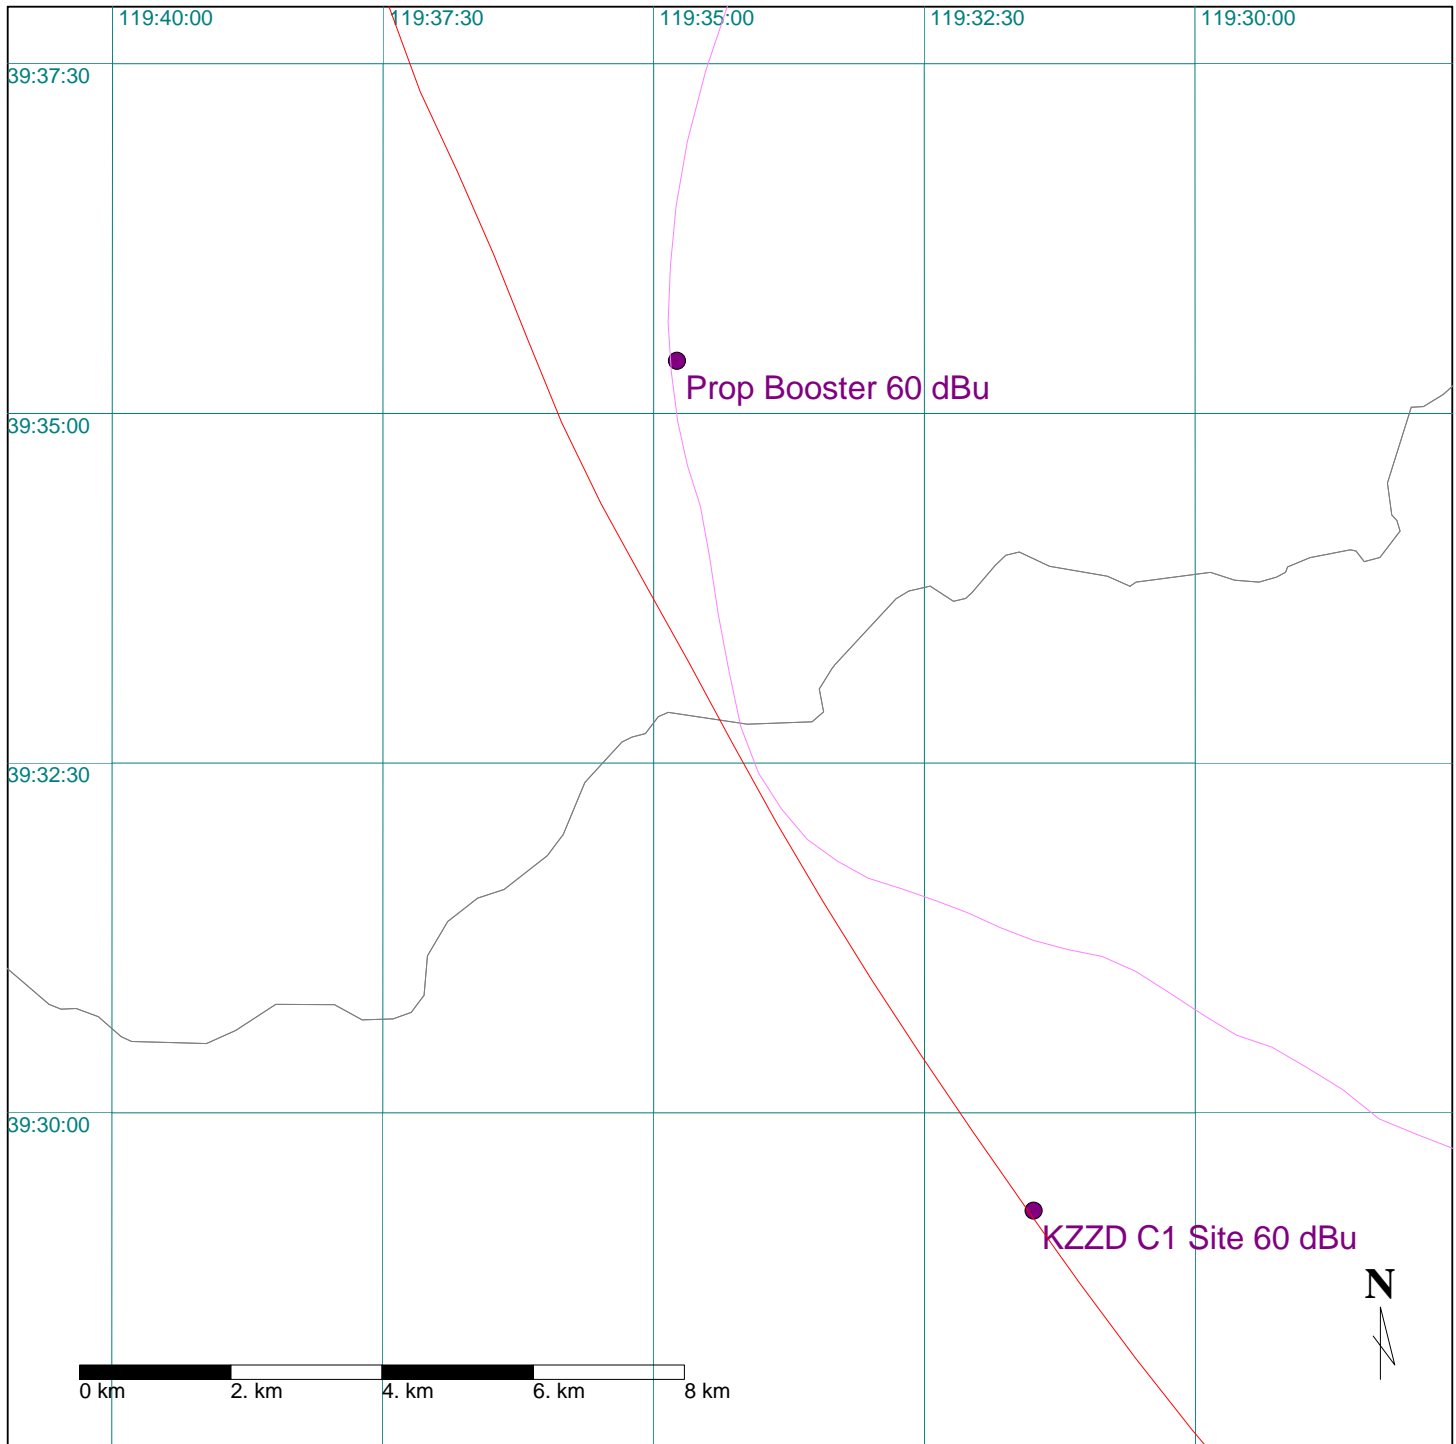 119:40:00 119:37:30 119:35:00 119:32:30 119:30:00
39:37:30
Prop Booster 60 dBu
39:35:00
39:32:30
39:30:00
KZZD C1 Site 60 dBu
N
0 km 2. km 4. km 6. km 8 km